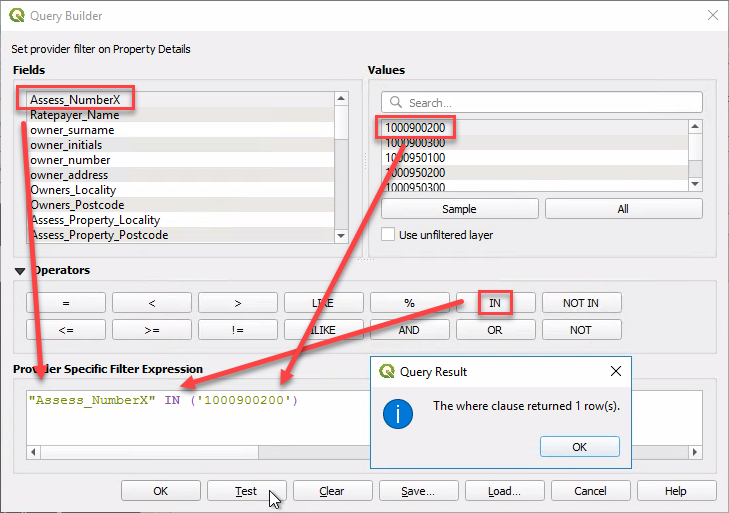 Query Builder
Set provider filter on Property Details
Fields
Assess_NumberX
Ratepayer_Name
owner_surname
owner_initials
owner_number
owner_address
Owners_Locality
Owners_Postcode
Assess_Property_Locality
Assess_Property_Postcode
Values
Search...
1000900200
1000900300
1000950100
1000950200
1000950300
Sample All
Use unfiltered layer
Operators
= < > LIKE % IN NOT IN
<= >= != ILIKE AND OR NOT
Provider Specific Filter Expression
"Assess_NumberX" IN ('1000900200')
Query Result
The where clause returned 1 row(s).
OK
OK Test Clear Save... Load... Cancel Help